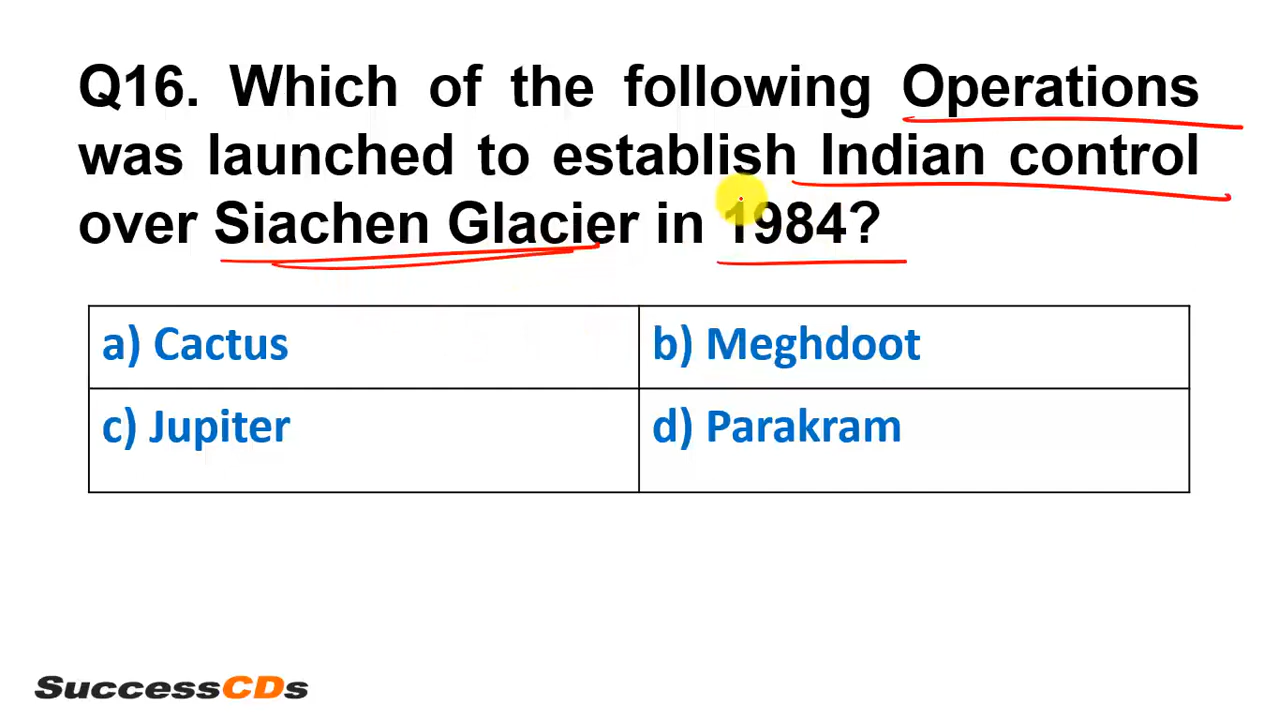 Q16. Which of the following Operations
was launched to establish Indian control
over Siachen Glacier in 1984?
a) Cactus
b) Meghdoot
c) Jupiter
d) Parakram
SuccessCDs